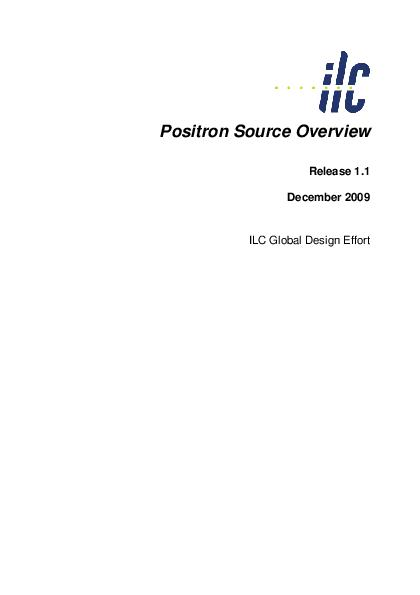 ilc
Positron Source Overview
Release 1.1
December 2009
ILC Global Design Effort